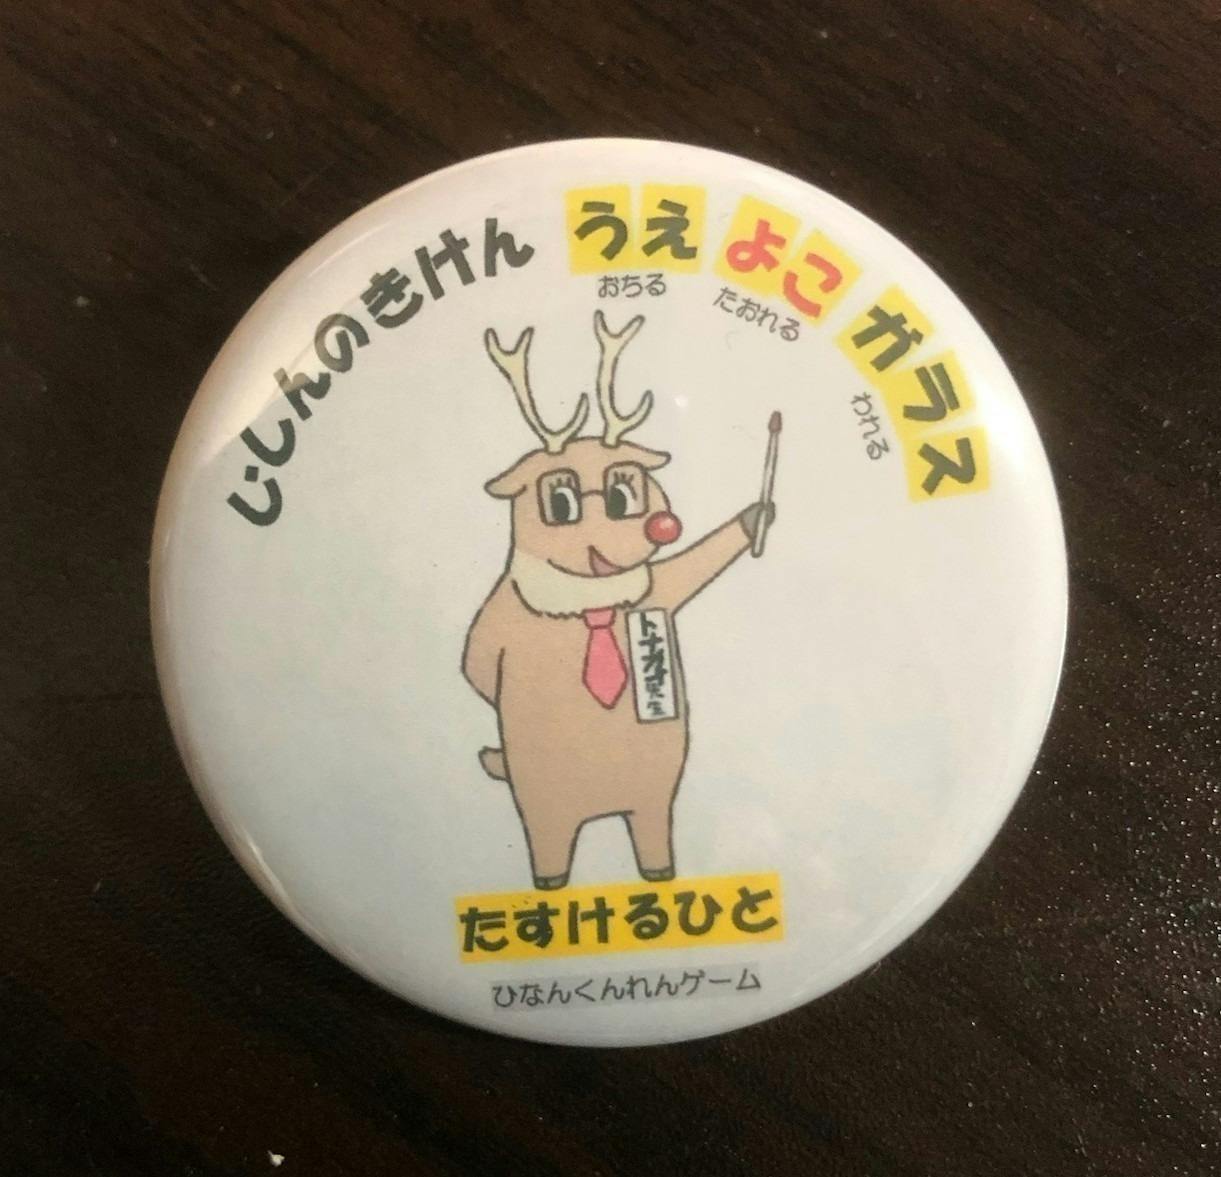 じしんのきけん
うえ
おちる
よこ
たおれる
ガラス
われる
トナカイ先生
たすけるひと
ひなんくんれんゲーム